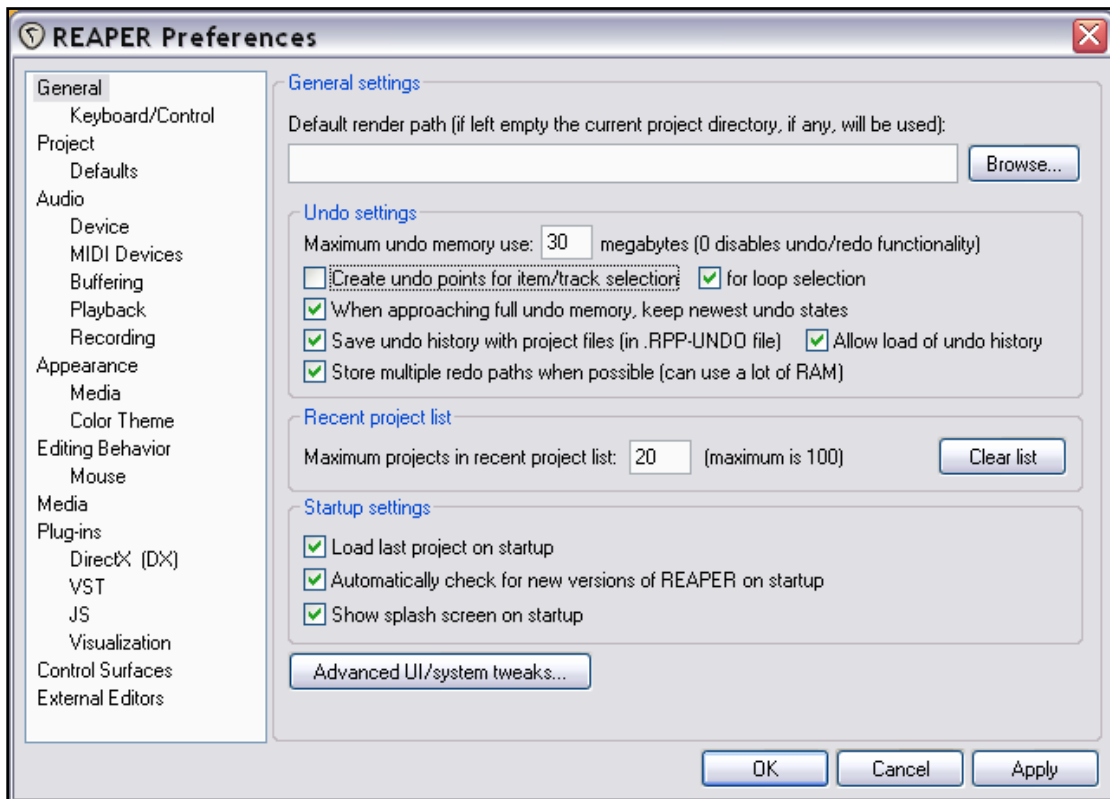 REAPER Preferences
General
Keyboard/Control
Project
Defaults
Audio
Device
MIDI Devices
Buffering
Playback
Recording
Appearance
Media
Color Theme
Editing Behavior
Mouse
Media
Plug-ins
DirectX (DX)
VST
JS
Visualization
Control Surfaces
External Editors
General settings
Default render path (if left empty the current project directory, if any, will be used):
Browse...
Undo settings
Maximum undo memory use: 30 megabytes (0 disables undo/redo functionality)
Create undo points for item/track selection for loop selection
When approaching full undo memory, keep newest undo states
Save undo history with project files (in .RPP-UNDO file) Allow load of undo history
Store multiple redo paths when possible (can use a lot of RAM)
Recent project list
Maximum projects in recent project list: 20 (maximum is 100) Clear list
Startup settings
Load last project on startup
Automatically check for new versions of REAPER on startup
Show splash screen on startup
Advanced UI/system tweaks...
OK Cancel Apply